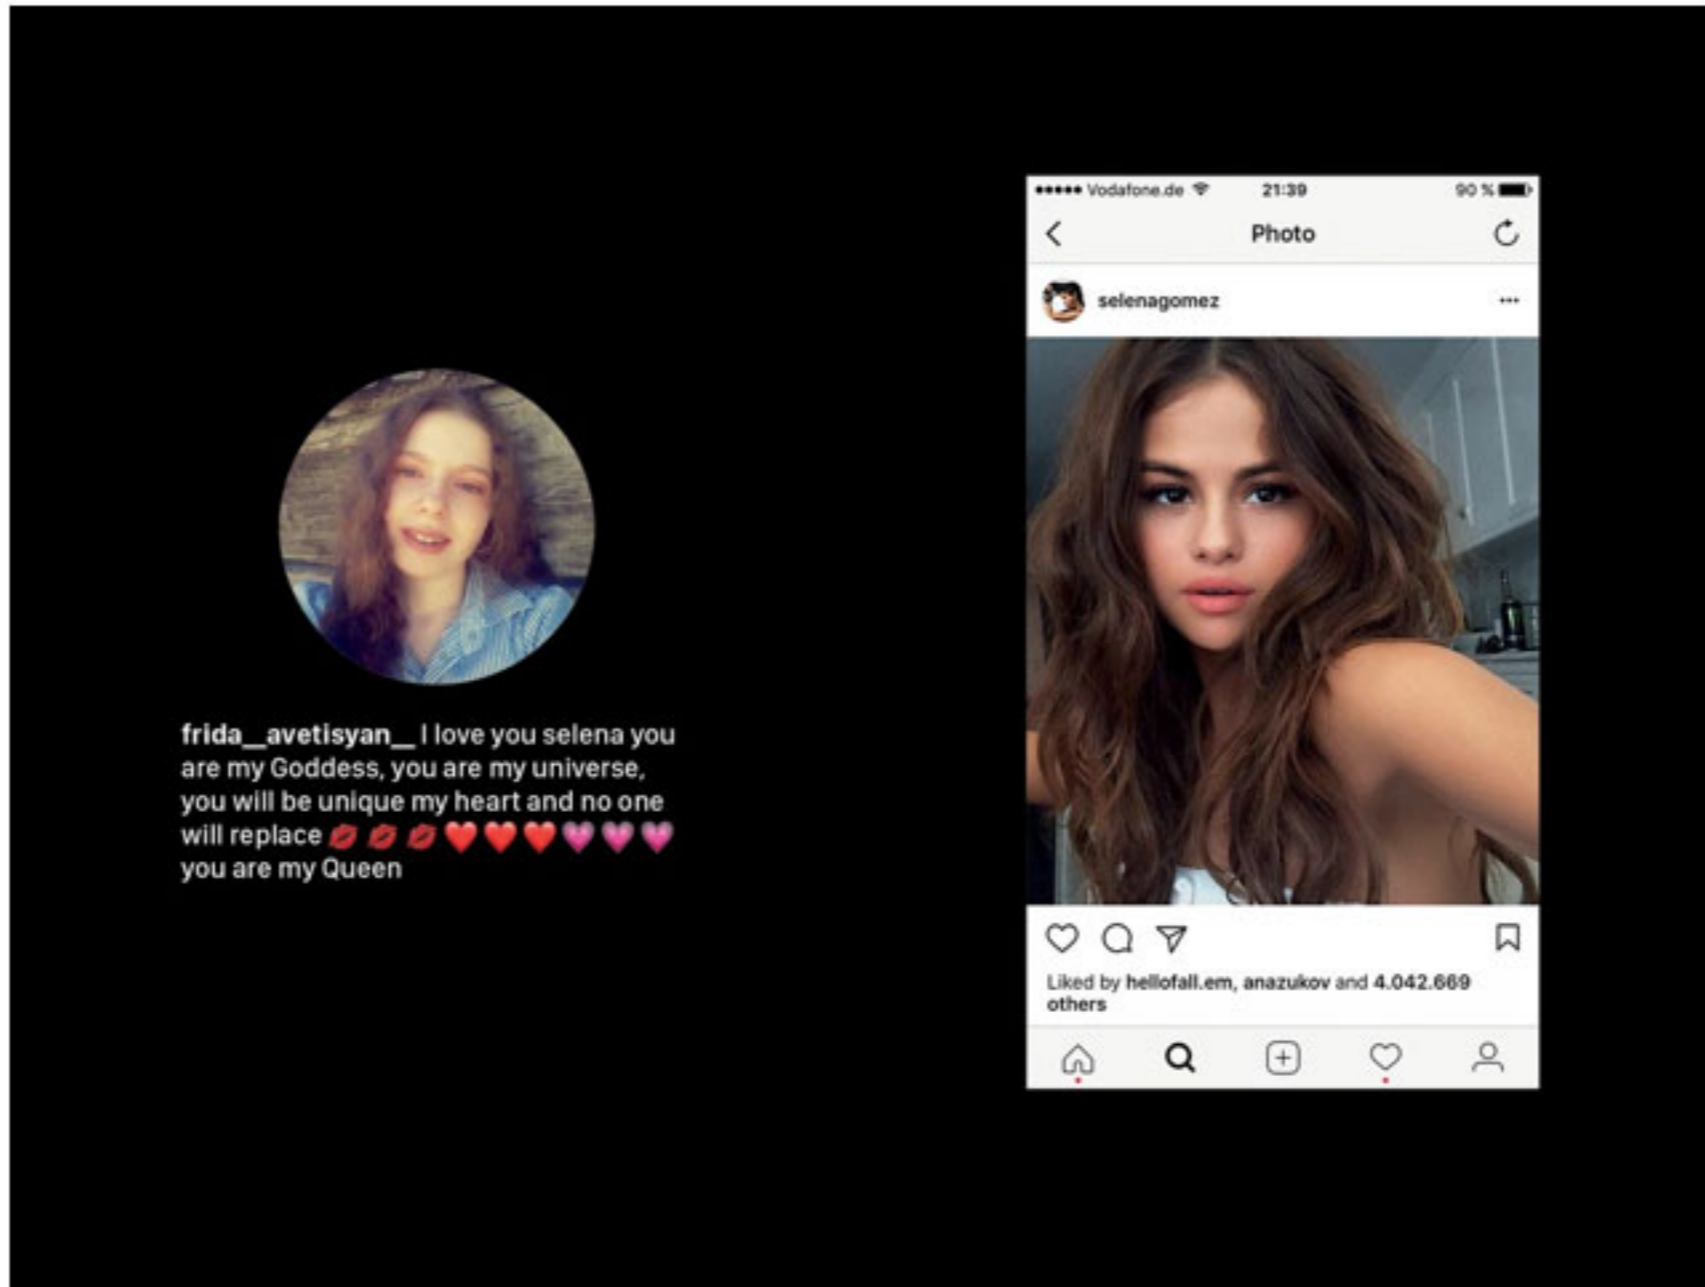 frida__avetisyan__ I love you selena you
are my Goddess, you are my universe,
you will be unique my heart and no one
will replace 💋 💋 💋 ❤️ ❤️ ❤️ 💗 💗 💗
you are my Queen
Vodafone.de 21:39 90 %
Photo
selenagomez
Liked by hellofall.em, anazukov and 4.042.669
others